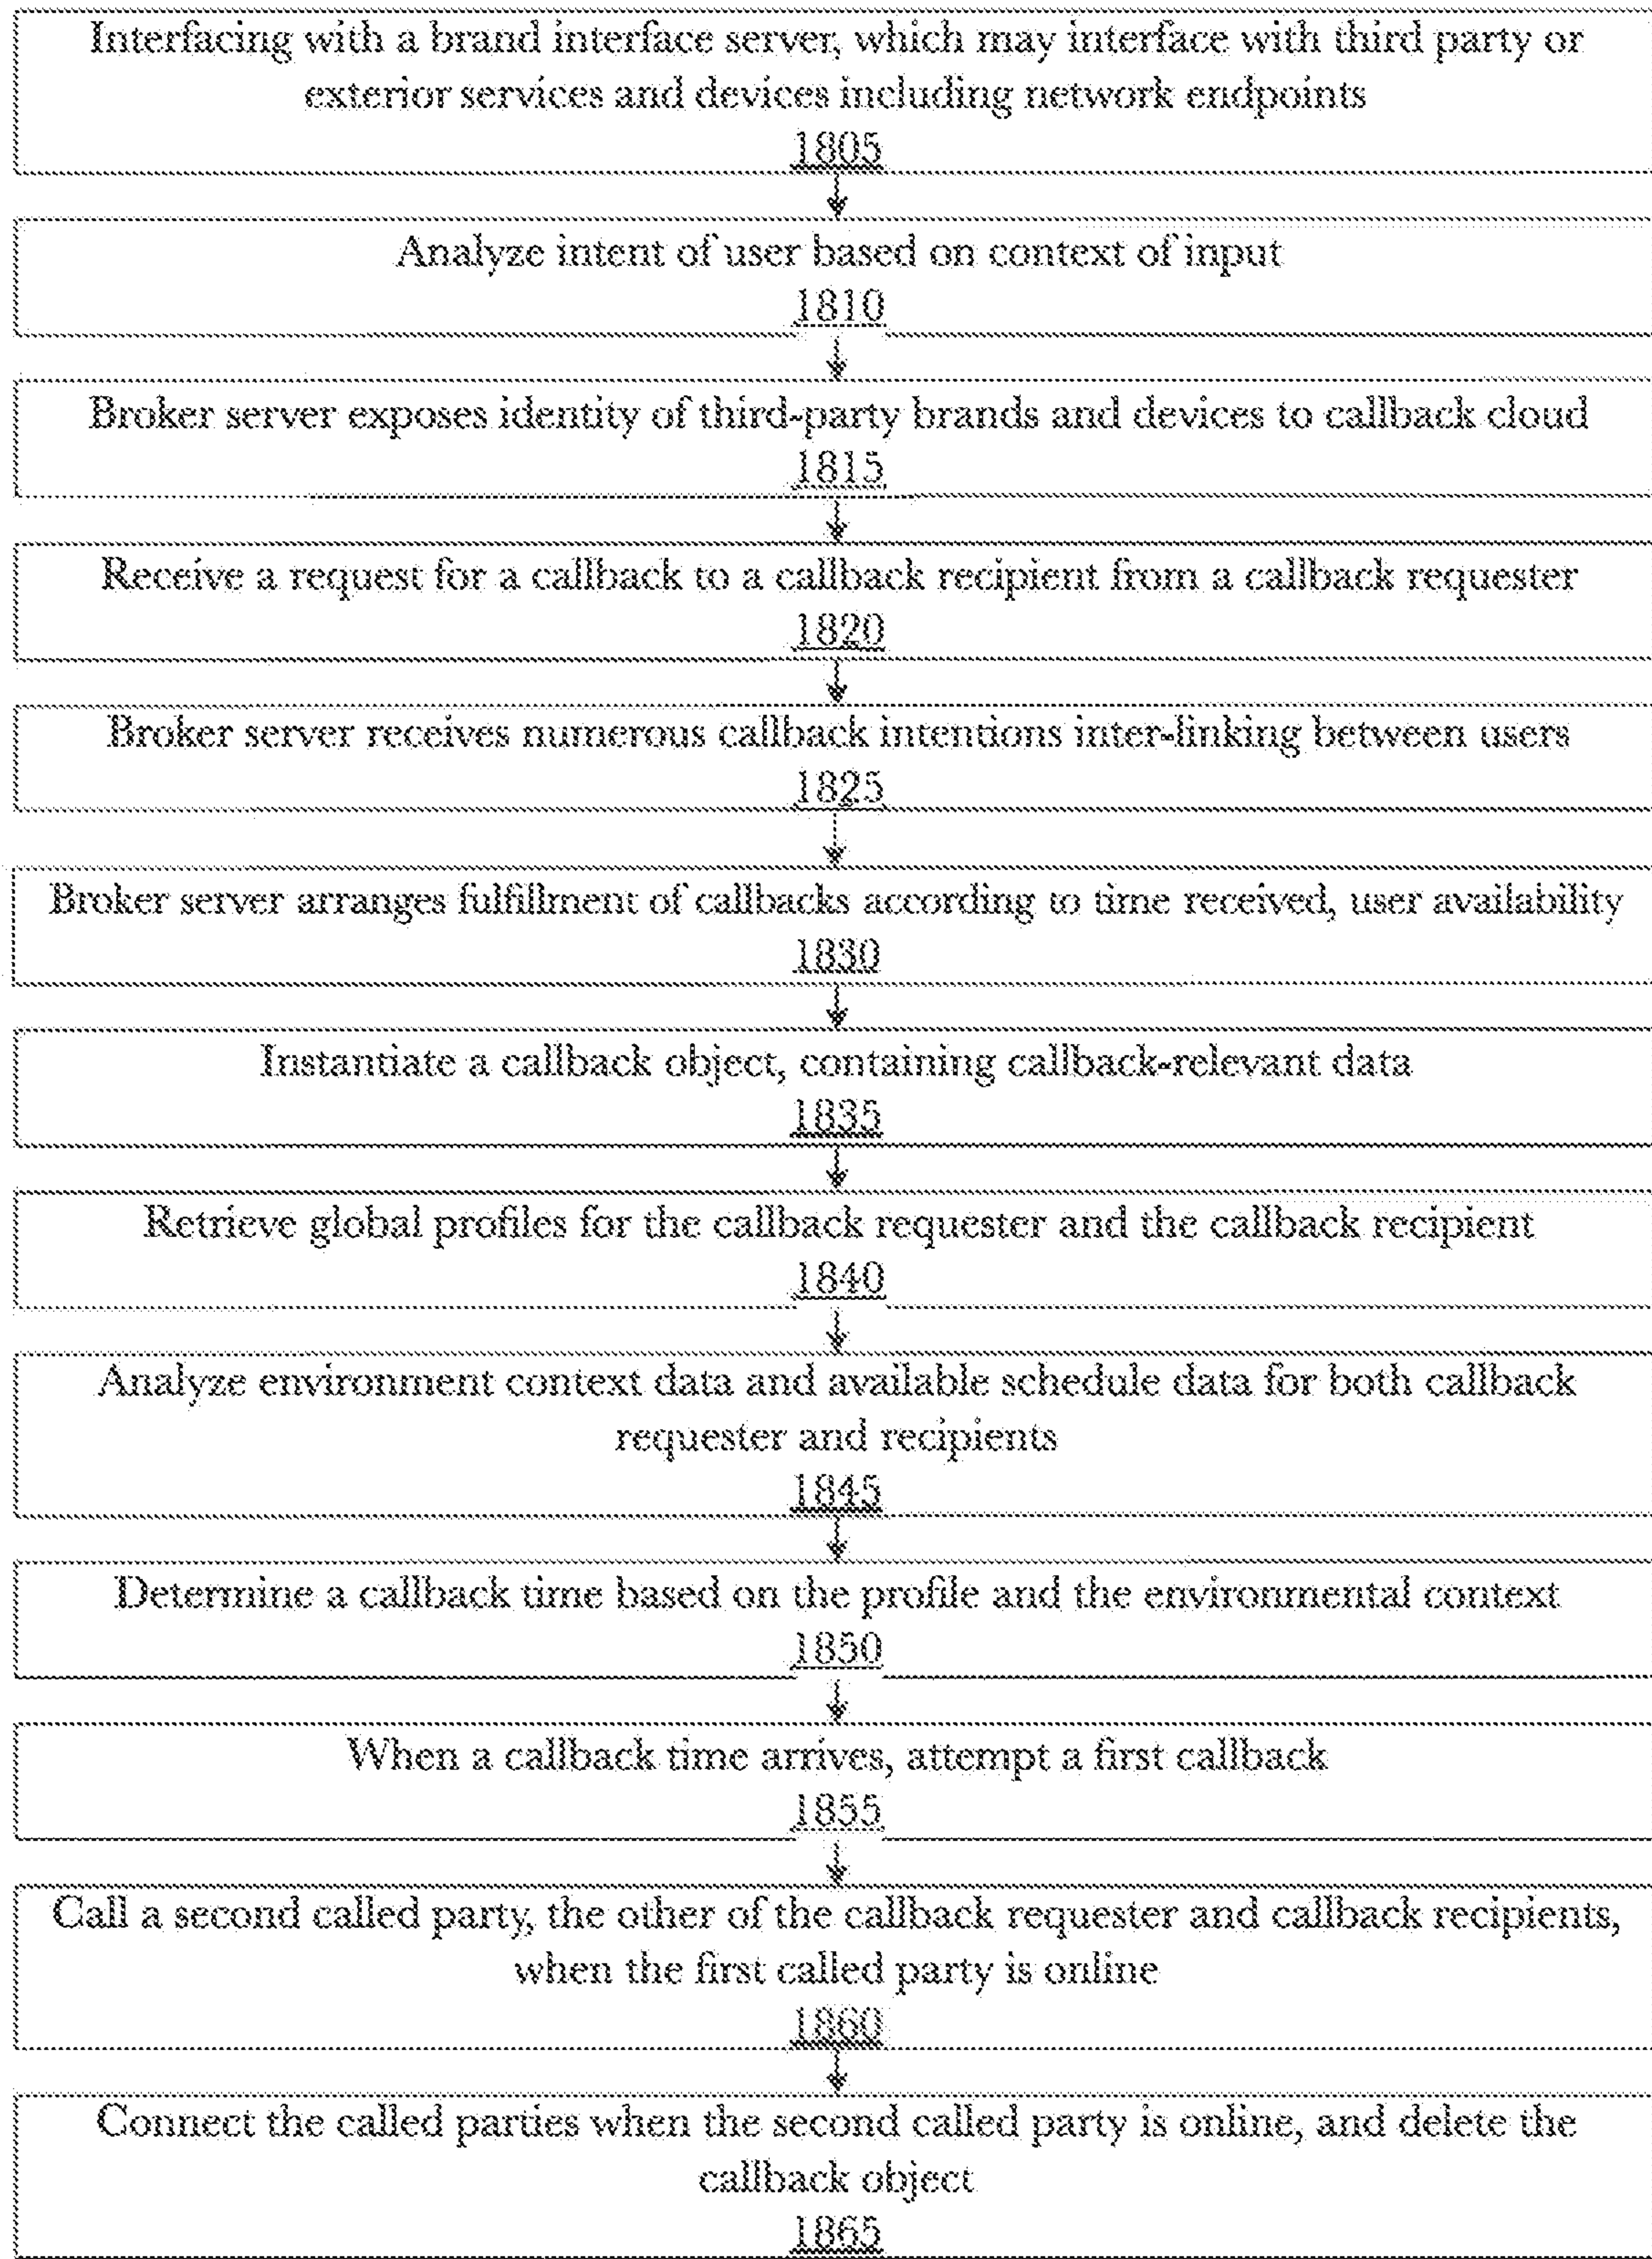 Interfacing with a brand interface server, which may interface with third party or
exterior services and devices including network endpoints
1805
Analyze intent of user based on context of input
1810
Broker server exposes identity of third-party brands and devices to callback cloud
1815
Receive a request for a callback to a callback recipient from a callback requester
1820
Broker server receives numerous callback intentions inter-linking between users
1825
Broker server arranges fulfillment of callbacks according to time received, user availability
1830
Instantiate a callback object, containing callback-relevant data
1835
Retrieve global profiles for the callback requester and the callback recipient
1840
Analyze environment context data and available schedule data for both callback
requester and recipients
1845
Determine a callback time based on the profile and the environmental context
1850
When a callback time arrives, attempt a first callback
1855
Call a second called party, the other of the callback requester and callback recipients,
when the first called party is online
1860
Connect the called parties when the second called party is online, and delete the
callback object
1865